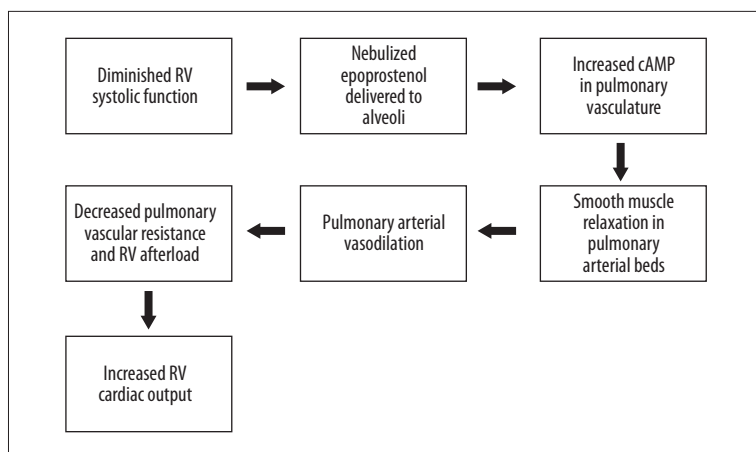 Diminished RV
systolic function
Nebulized
epoprostenol
delivered to
alveoli
Increased cAMP
in pulmonary
vasculature
Smooth muscle
relaxation in
pulmonary
arterial beds
Pulmonary arterial
vasodilation
Decreased pulmonary
vascular resistance
and RV afterload
Increased RV
cardiac output